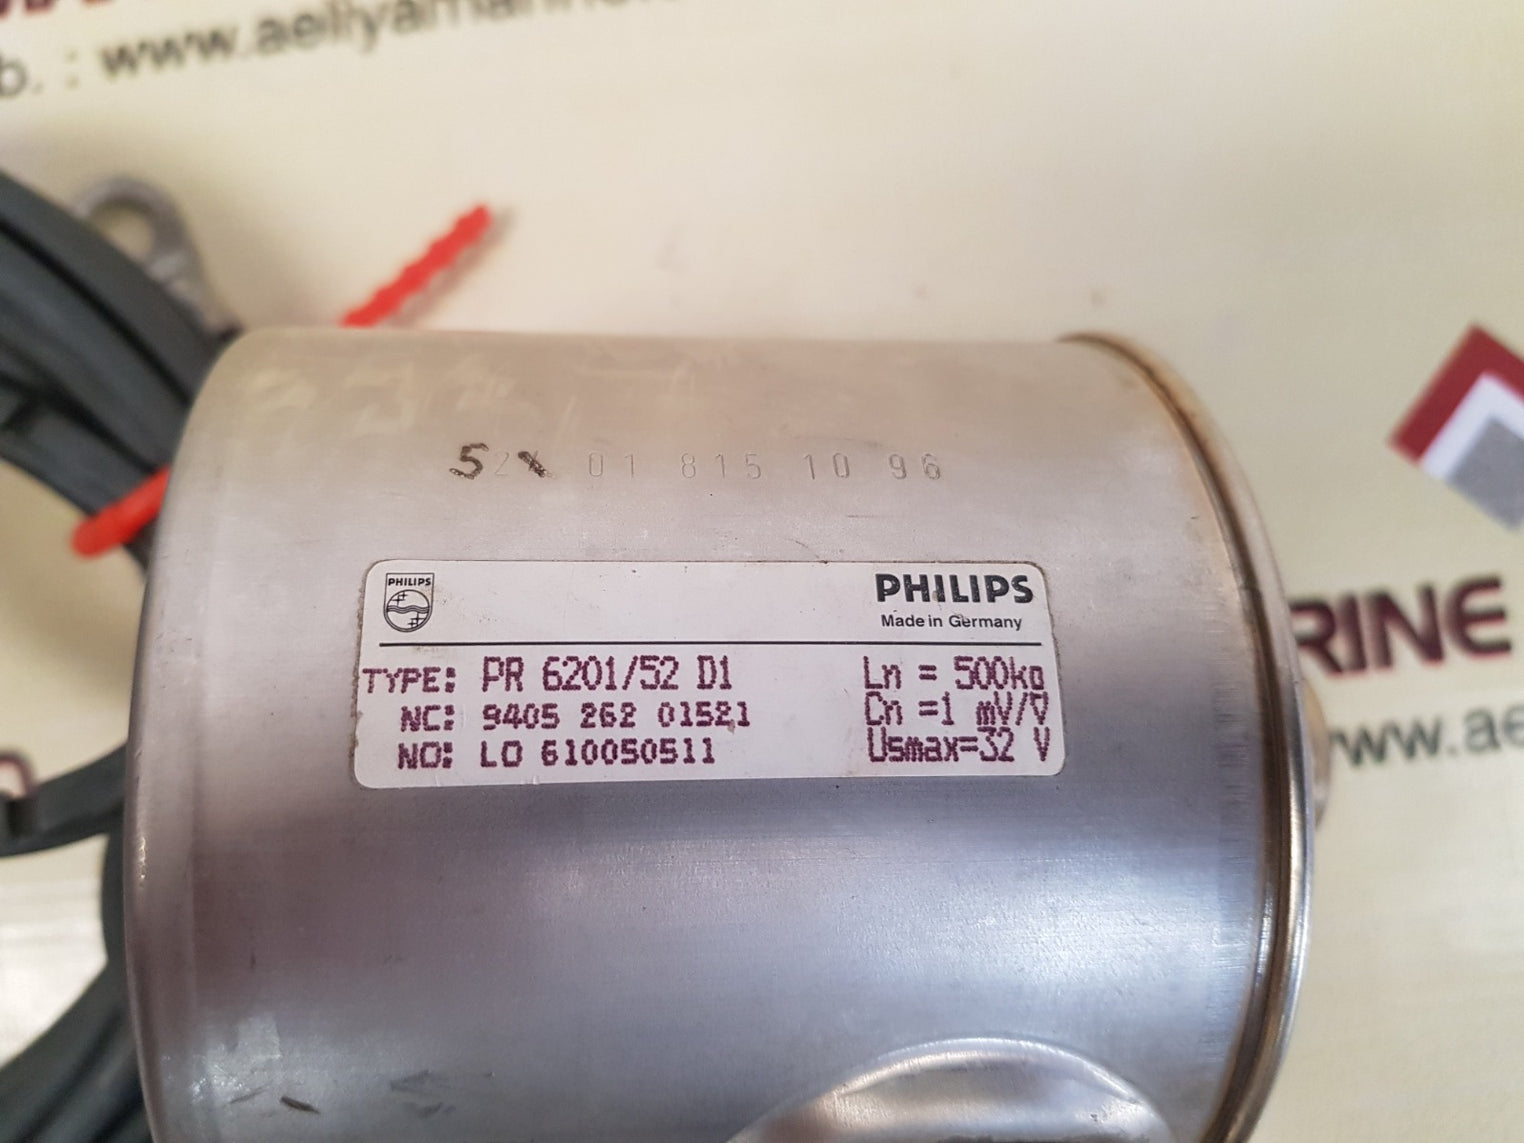 b. : www.aeliyamarine.
52 01 815 10 96
PHILIPS
PHILIPS
Made in Germany
TYPE: PR 6201/52 D1 Ln = 500kg
NC: 9405 262 01521 Cn =1 mV/V
NO: LO 610050511 Usmax=32 V
RINE
www.ae